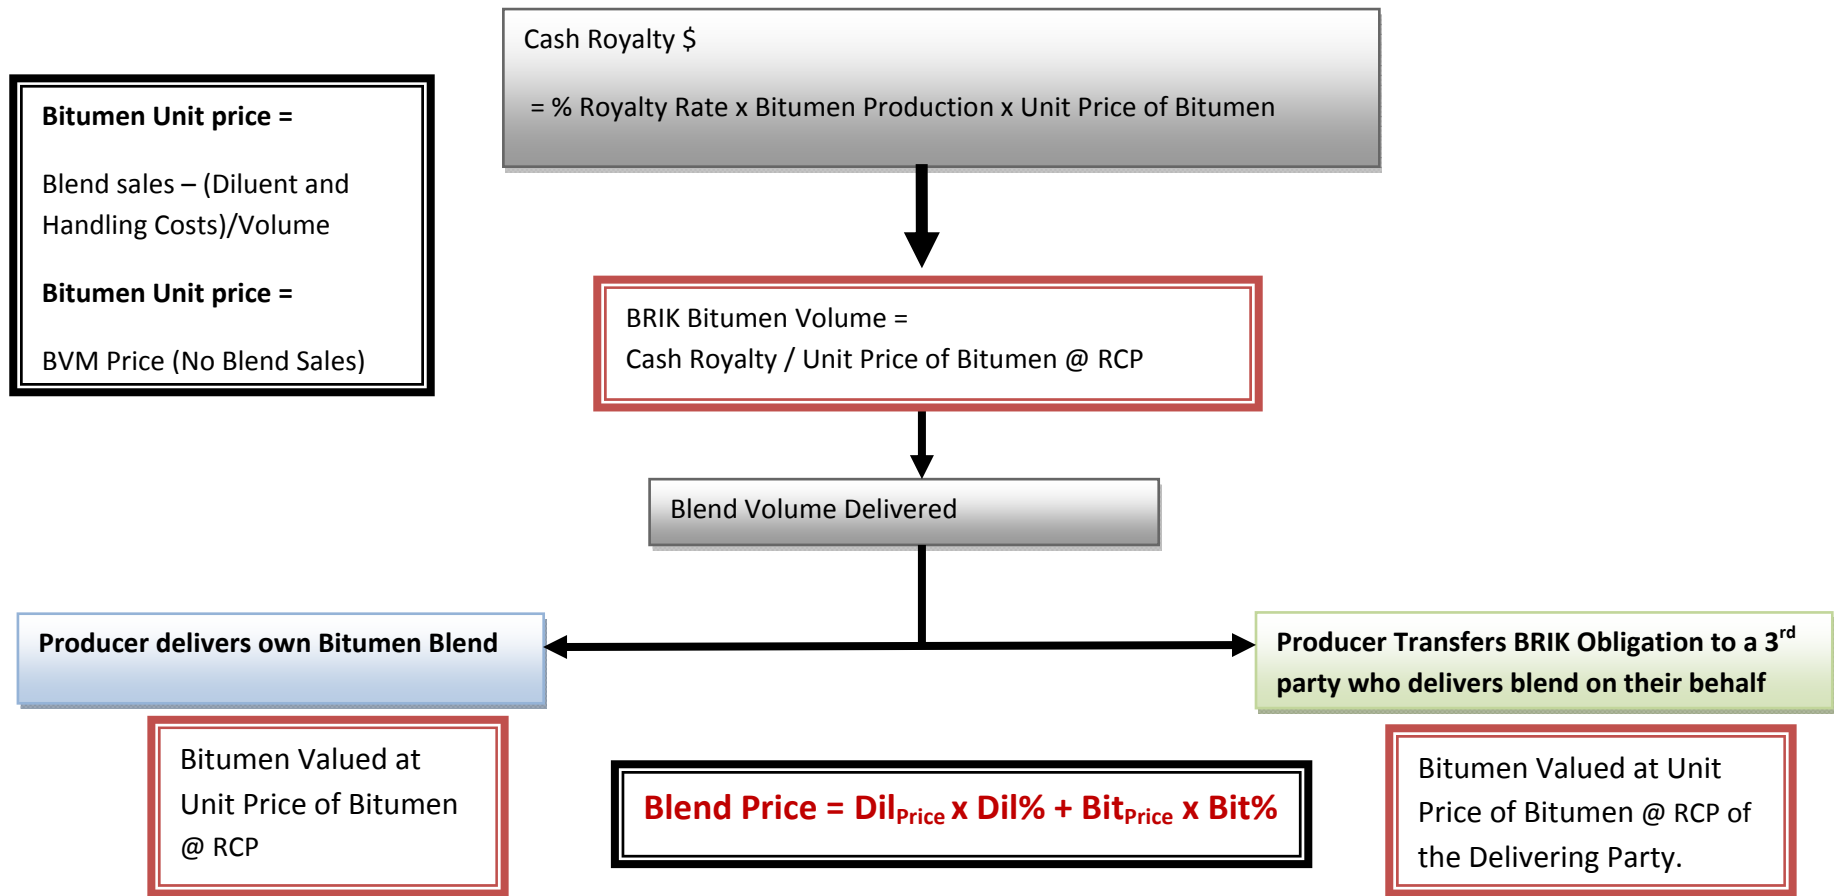 Cash Royalty $
= % Royalty Rate x Bitumen Production x Unit Price of Bitumen
Bitumen Unit price =
Blend sales – (Diluent and
Handling Costs)/Volume
Bitumen Unit price =
BVM Price (No Blend Sales)
BRIK Bitumen Volume =
Cash Royalty / Unit Price of Bitumen @ RCP
Blend Volume Delivered
Producer delivers own Bitumen Blend
Producer Transfers BRIK Obligation to a 3rd
party who delivers blend on their behalf
Bitumen Valued at
Unit Price of Bitumen
@ RCP
Blend Price = DilPrice x Dil% + BitPrice x Bit%
Bitumen Valued at Unit
Price of Bitumen @ RCP of
the Delivering Party.